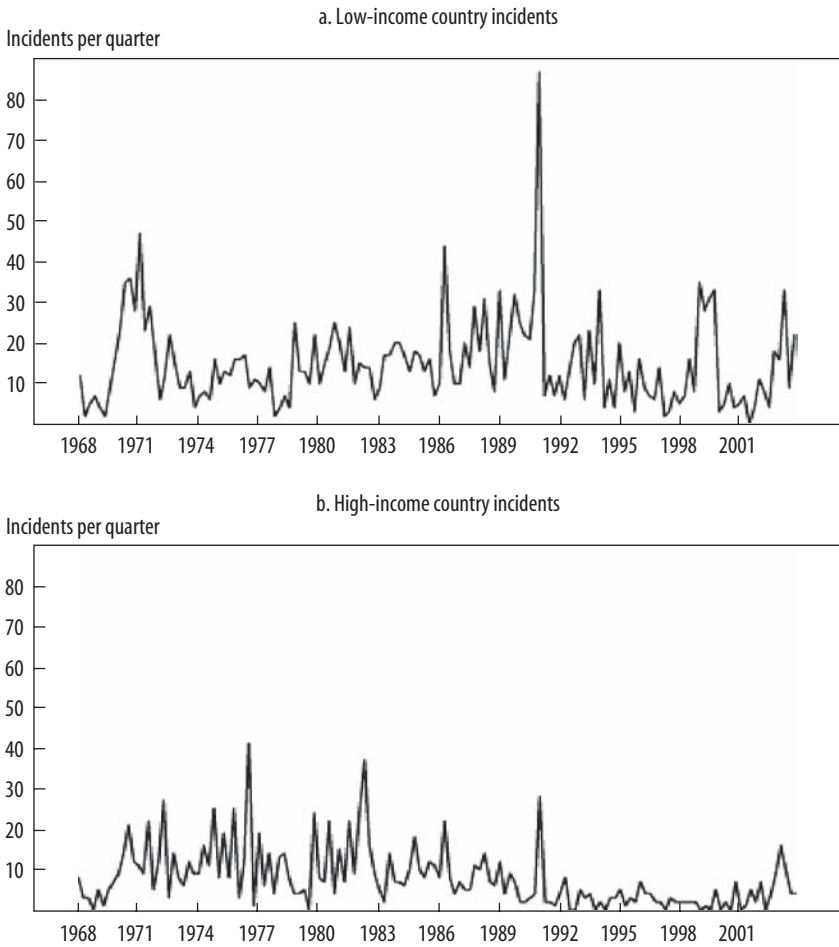 a. Low-income country incidents
Incidents per quarter
80
70
60
50
40
30
20
10
1968 1971 1974 1977 1980 1983 1986 1989 1992 1995 1998 2001
b. High-income country incidents
Incidents per quarter
80
70
60
50
40
30
20
10
1968 1971 1974 1977 1980 1983 1986 1989 1992 1995 1998 2001